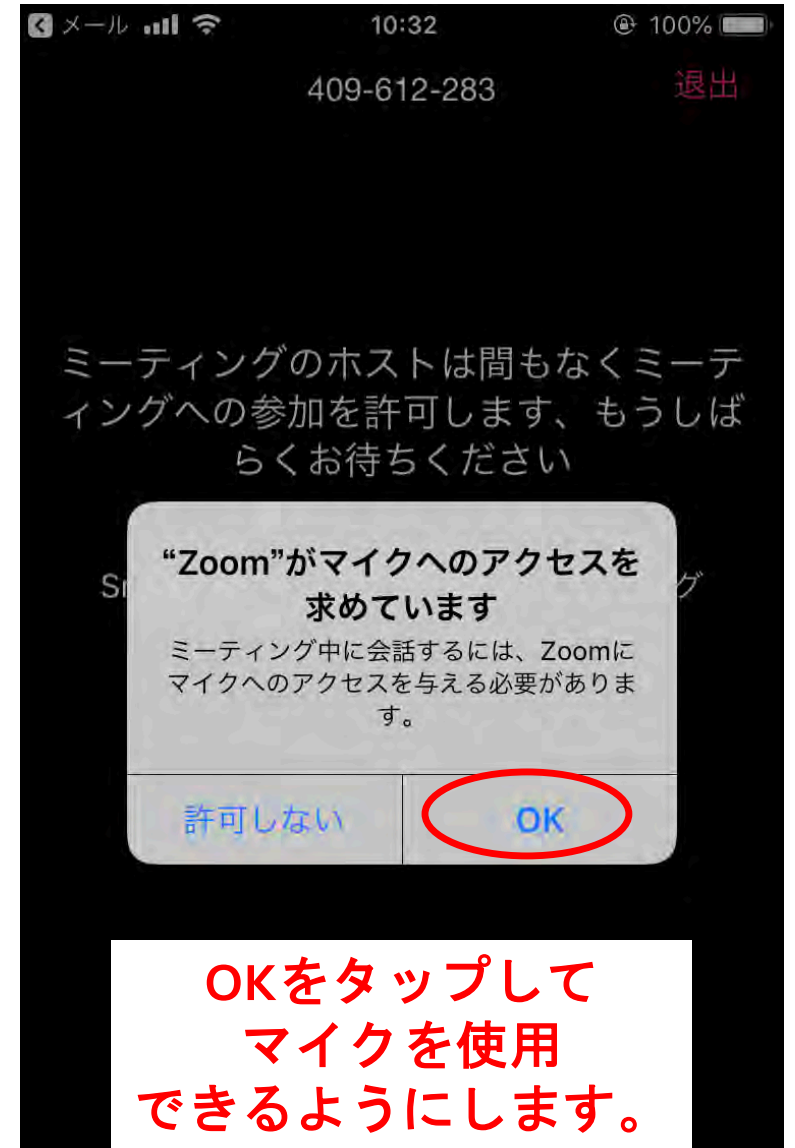 メール 10:32 100%
409-612-283 退出
ミーティングのホストは間もなくミーテ
ィングへの参加を許可します、もうしば
らくお待ちください
“Zoom”がマイクへのアクセスを
求めています
ミーティング中に会話するには、Zoomに
マイクへのアクセスを与える必要がありま
す。
許可しない OK
OKをタップして
マイクを使用
できるようにします。